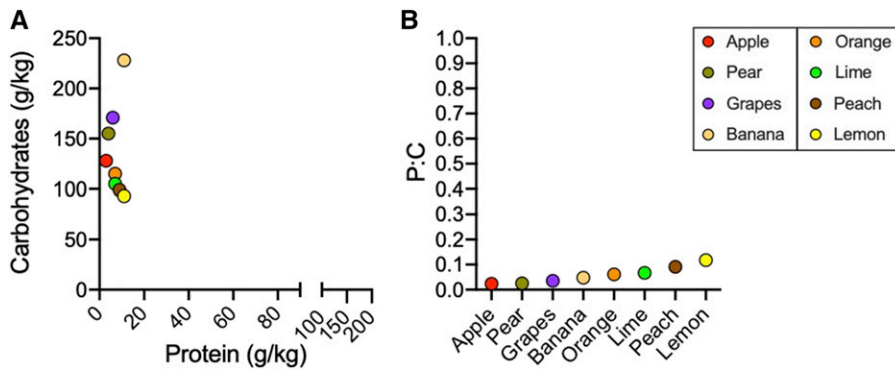 A
Carbohydrates (g/kg)
250
200
150
100
50
0
0 20 40 60 80 100 150 200
Protein (g/kg)
B
P:C
1.0
0.9
0.8
0.7
0.6
0.5
0.4
0.3
0.2
0.1
0.0
Apple Pear Grapes Banana Orange Lime Peach Lemon
Apple Orange
Pear Lime
Grapes Peach
Banana Lemon